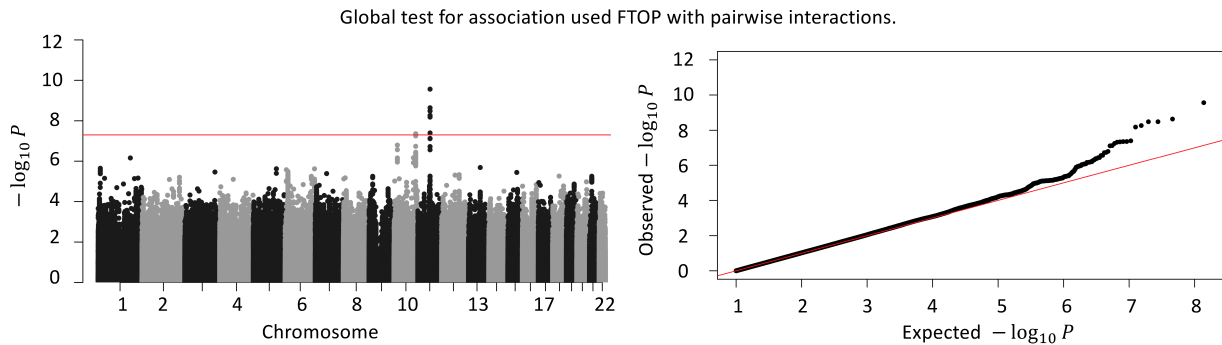 Global test for association used FTOP with pairwise interactions.
12
10
8
6
4
2
0
− log₁₀ P
1 2 4 6 8 10 13 17 22
Chromosome
12
10
8
6
4
2
0
Observed − log₁₀ P
1 2 3 4 5 6 7 8
Expected − log₁₀ P